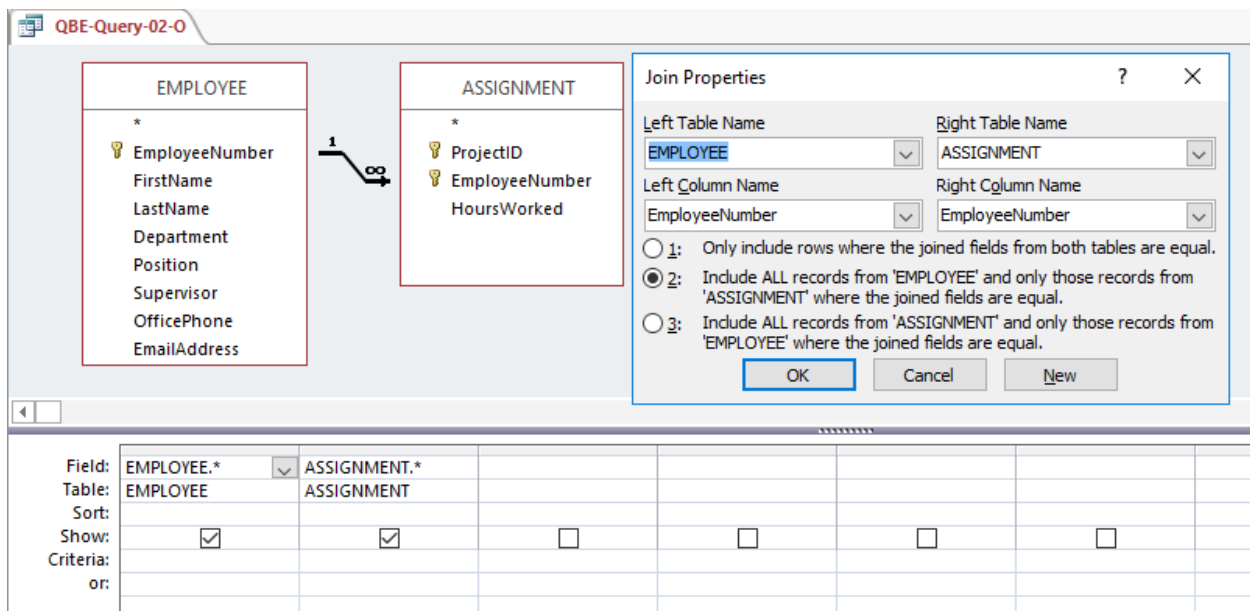 QBE-Query-02-O
EMPLOYEE
*
EmployeeNumber
FirstName
LastName
Department
Position
Supervisor
OfficePhone
EmailAddress
1
∞
ASSIGNMENT
*
ProjectID
EmployeeNumber
HoursWorked
Join Properties ? X
Left Table Name Right Table Name
EMPLOYEE ASSIGNMENT
Left Column Name Right Column Name
EmployeeNumber EmployeeNumber
1: Only include rows where the joined fields from both tables are equal.
2: Include ALL records from 'EMPLOYEE' and only those records from
'ASSIGNMENT' where the joined fields are equal.
3: Include ALL records from 'ASSIGNMENT' and only those records from
'EMPLOYEE' where the joined fields are equal.
OK Cancel New
Field: EMPLOYEE.* ASSIGNMENT.*
Table: EMPLOYEE ASSIGNMENT
Sort:
Show:
Criteria:
or: